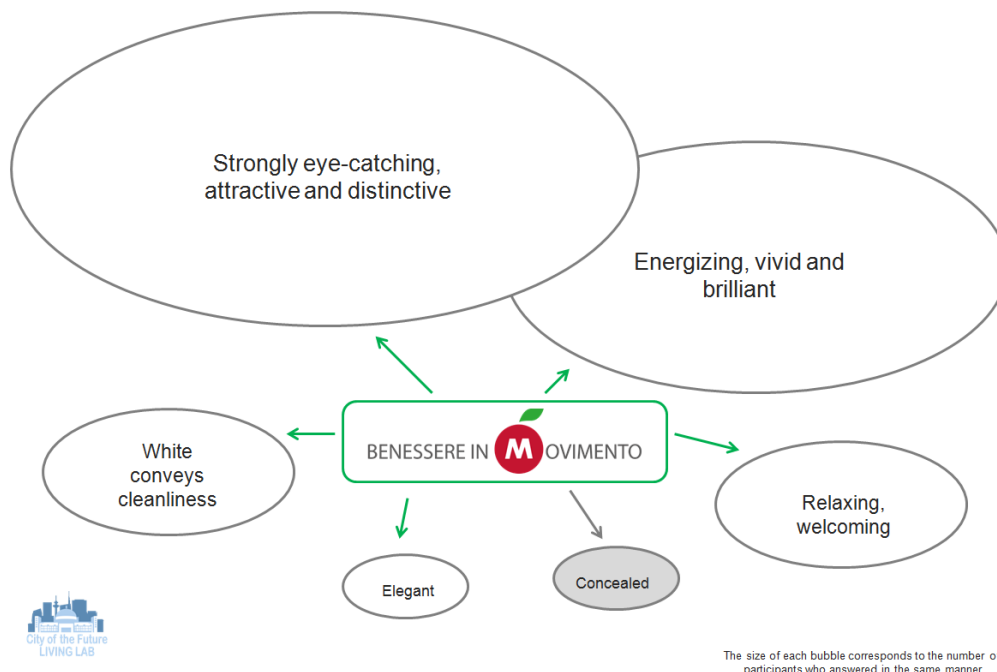 Strongly eye-catching,
attractive and distinctive
Energizing, vivid and
brilliant
White
conveys
cleanliness
BENESSERE IN MOVIMENTO
Relaxing,
welcoming
Elegant
Concealed
City of the Future
LIVING LAB
The size of each bubble corresponds to the number o
participants who answered in the same manner